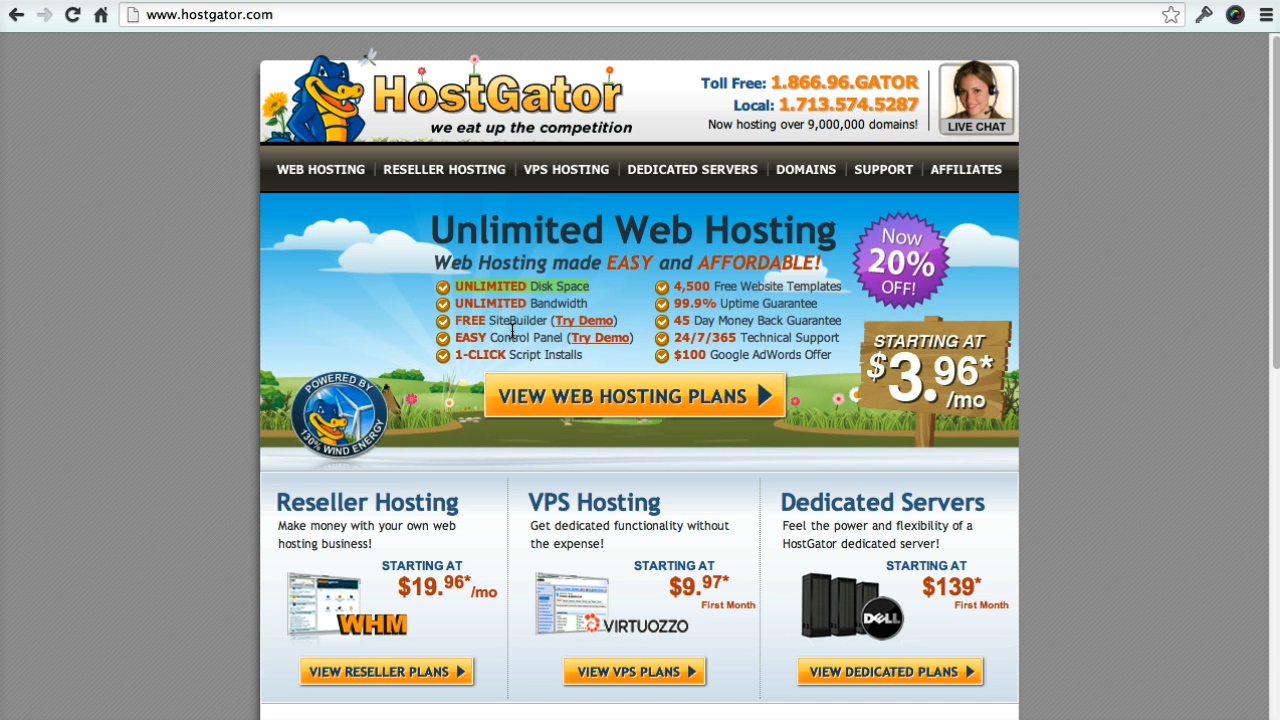 www.hostgator.com
HostGator
we eat up the competition
Toll Free: 1.866.96.GATOR
Local: 1.713.574.5287
Now hosting over 9,000,000 domains!
LIVE CHAT
WEB HOSTING
RESELLER HOSTING
VPS HOSTING
DEDICATED SERVERS
DOMAINS
SUPPORT
AFFILIATES
Unlimited Web Hosting
Web Hosting made EASY and AFFORDABLE!
UNLIMITED Disk Space
UNLIMITED Bandwidth
FREE SiteBuilder (Try Demo)
EASY Control Panel (Try Demo)
1-CLICK Script Installs
4,500 Free Website Templates
99.9% Uptime Guarantee
45 Day Money Back Guarantee
24/7/365 Technical Support
$100 Google AdWords Offer
Now
20%
OFF!
STARTING AT
$3.96*
/mo
VIEW WEB HOSTING PLANS
POWERED BY
130% WIND ENERGY
Reseller Hosting
Make money with your own web
hosting business!
STARTING AT
$19.96*/mo
WHM
VIEW RESELLER PLANS
VPS Hosting
Get dedicated functionality without
the expense!
STARTING AT
$9.97*
First Month
VIRTUOZZO
VIEW VPS PLANS
Dedicated Servers
Feel the power and flexibility of a
HostGator dedicated server!
STARTING AT
$139*
First Month
DELL
VIEW DEDICATED PLANS